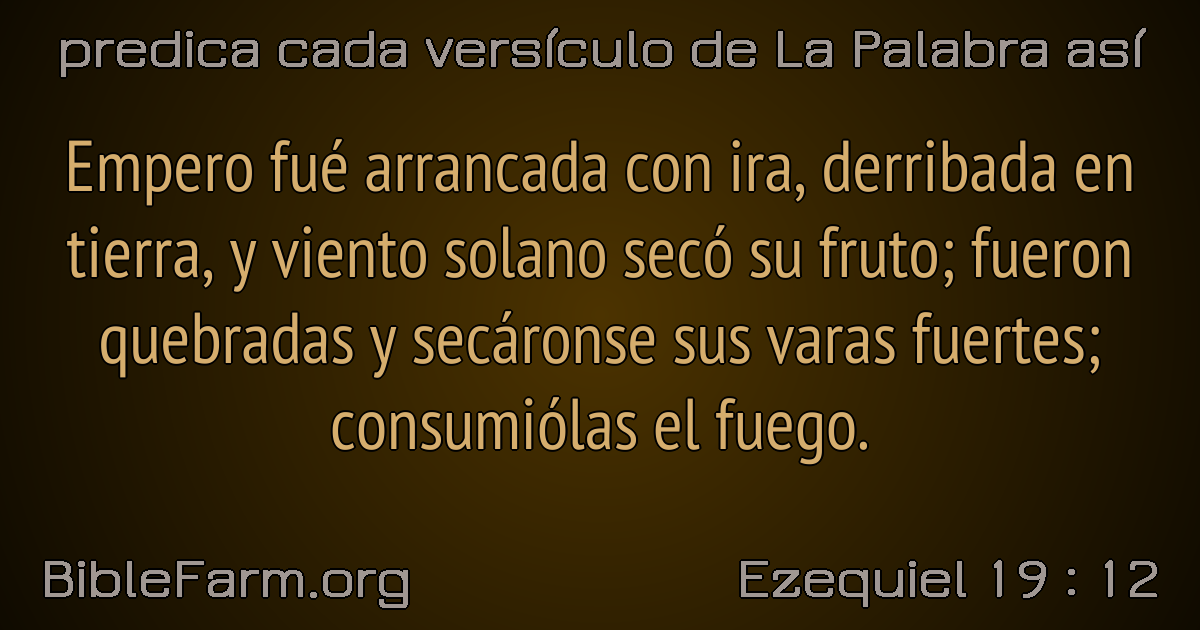 predica cada versículo de La Palabra así
Empero fué arrancada con ira, derribada en
tierra, y viento solano secó su fruto; fueron
quebradas y secáronse sus varas fuertes;
consumiólas el fuego.
BibleFarm.org
Ezequiel 19 : 12